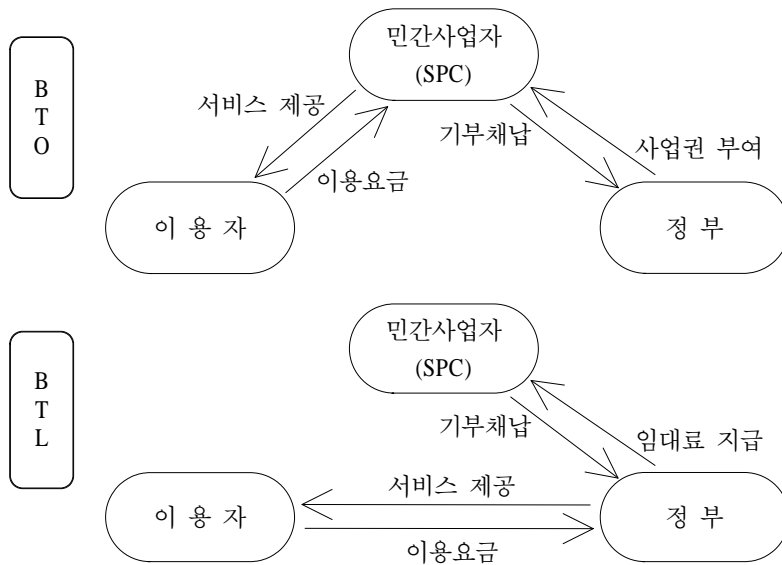 BTO
민간사업자
(SPC)
서비스 제공
기부채납
사업권 부여
이용요금
이 용 자
정 부
BTL
민간사업자
(SPC)
기부채납
임대료 지급
서비스 제공
이 용 자
정 부
이용요금